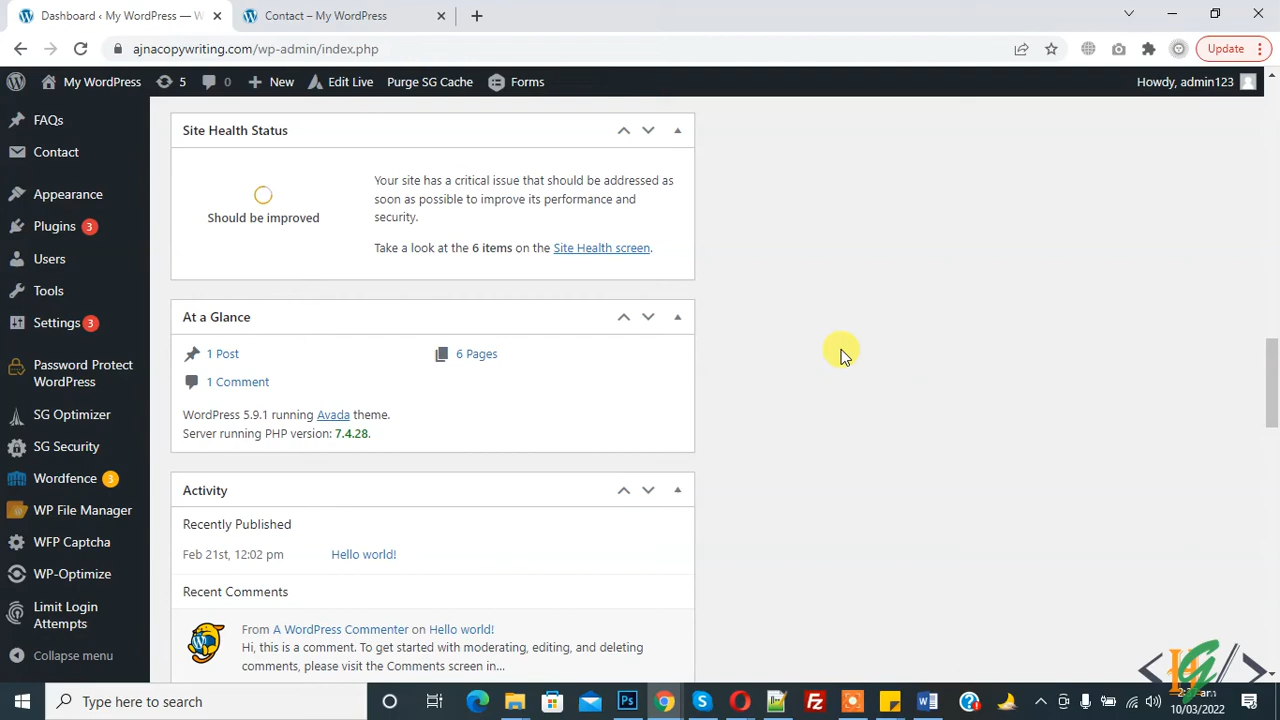 Dashboard ‹ My WordPress — W
Contact – My WordPress
ajnacopywriting.com/wp-admin/index.php
Update
My WordPress 5 0 New Edit Live Purge SG Cache Forms Howdy, admin123
FAQs
Contact
Appearance
Plugins 3
Users
Tools
Settings 3
Password Protect
WordPress
SG Optimizer
SG Security
Wordfence 3
WP File Manager
WFP Captcha
WP-Optimize
Limit Login
Attempts
Collapse menu
Site Health Status
Should be improved
Your site has a critical issue that should be addressed as
soon as possible to improve its performance and
security.
Take a look at the 6 items on the Site Health screen.
At a Glance
1 Post
6 Pages
1 Comment
WordPress 5.9.1 running Avada theme.
Server running PHP version: 7.4.28.
Activity
Recently Published
Feb 21st, 12:02 pm Hello world!
Recent Comments
From A WordPress Commenter on Hello world!
Hi, this is a comment. To get started with moderating, editing, and deleting
comments, please visit the Comments screen in...
Type here to search
10/03/2022